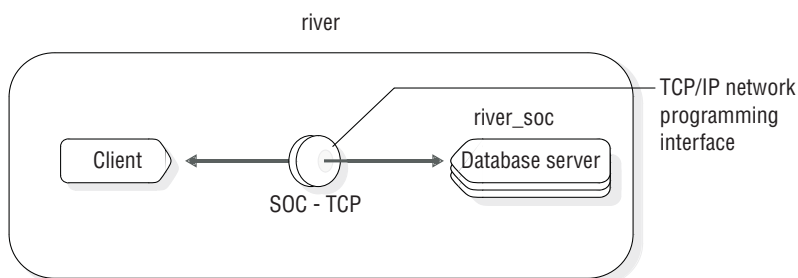 river
TCP/IP network
programming
interface
river_soc
Client
Database server
SOC - TCP